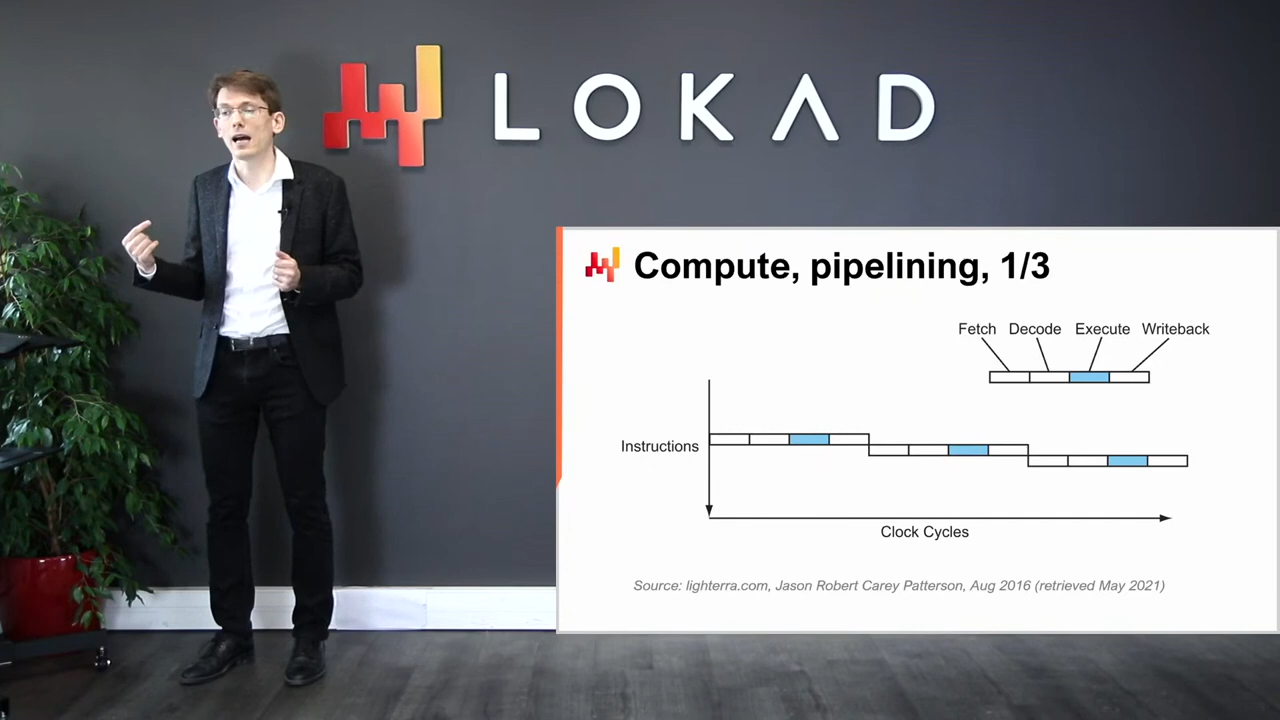 LOKAD
Compute, pipelining, 1/3
Fetch Decode Execute Writeback
Instructions
Clock Cycles
Source: lighterra.com, Jason Robert Carey Patterson, Aug 2016 (retrieved May 2021)